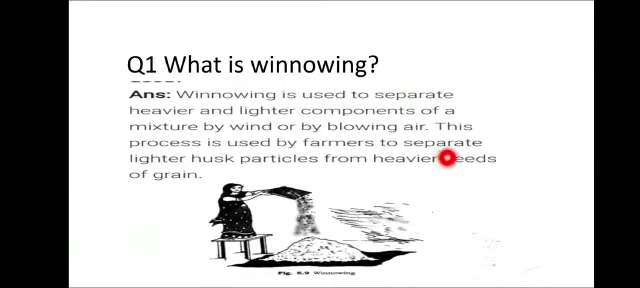 Q1 What is winnowing?
Ans: Winnowing is used to separate
heavier and lighter components of a
mixture by wind or by blowing air. This
process is used by farmers to separate
lighter husk particles from heavier seeds
of grain.
Fig. 5.9 Winnowing